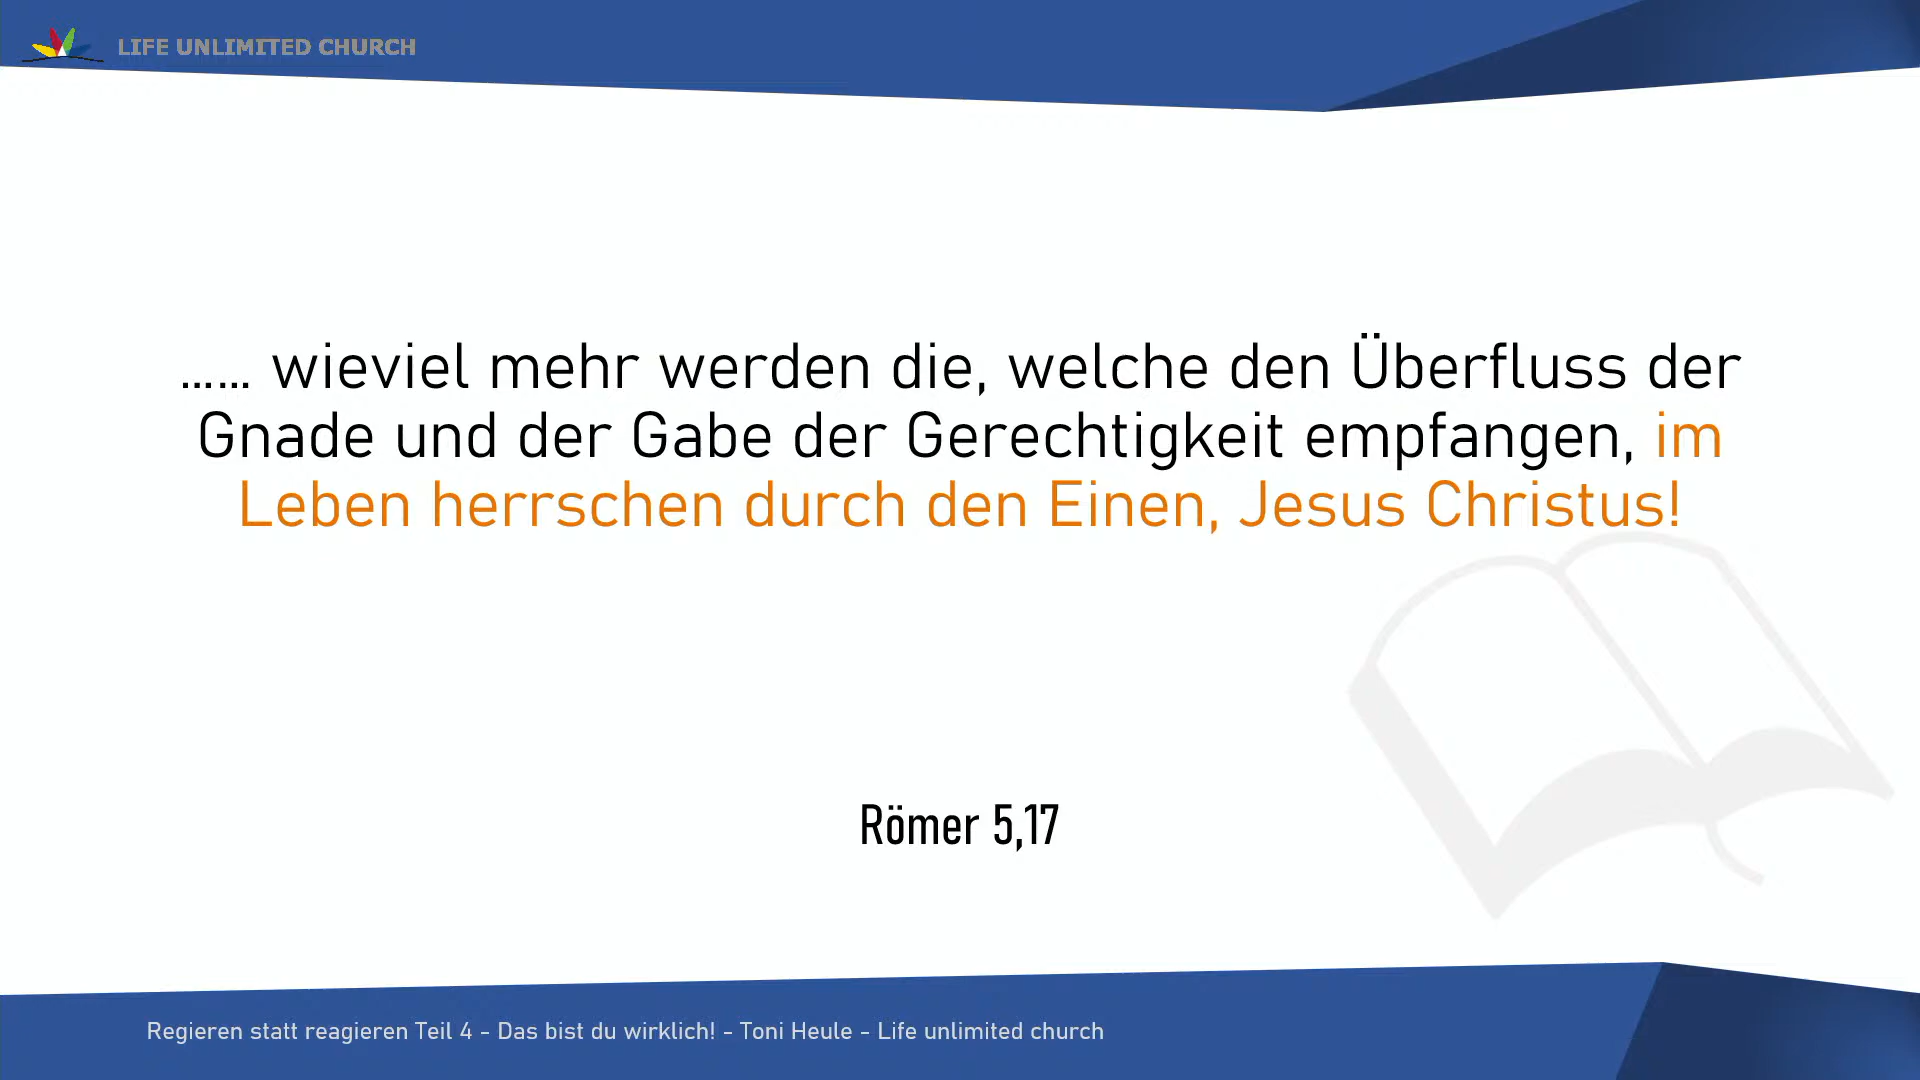 LIFE UNLIMITED CHURCH
...... wieviel mehr werden die, welche den Überfluss der
Gnade und der Gabe der Gerechtigkeit empfangen, im
Leben herrschen durch den Einen, Jesus Christus!
Römer 5,17
Regieren statt reagieren Teil 4 - Das bist du wirklich! - Toni Heule - Life unlimited church